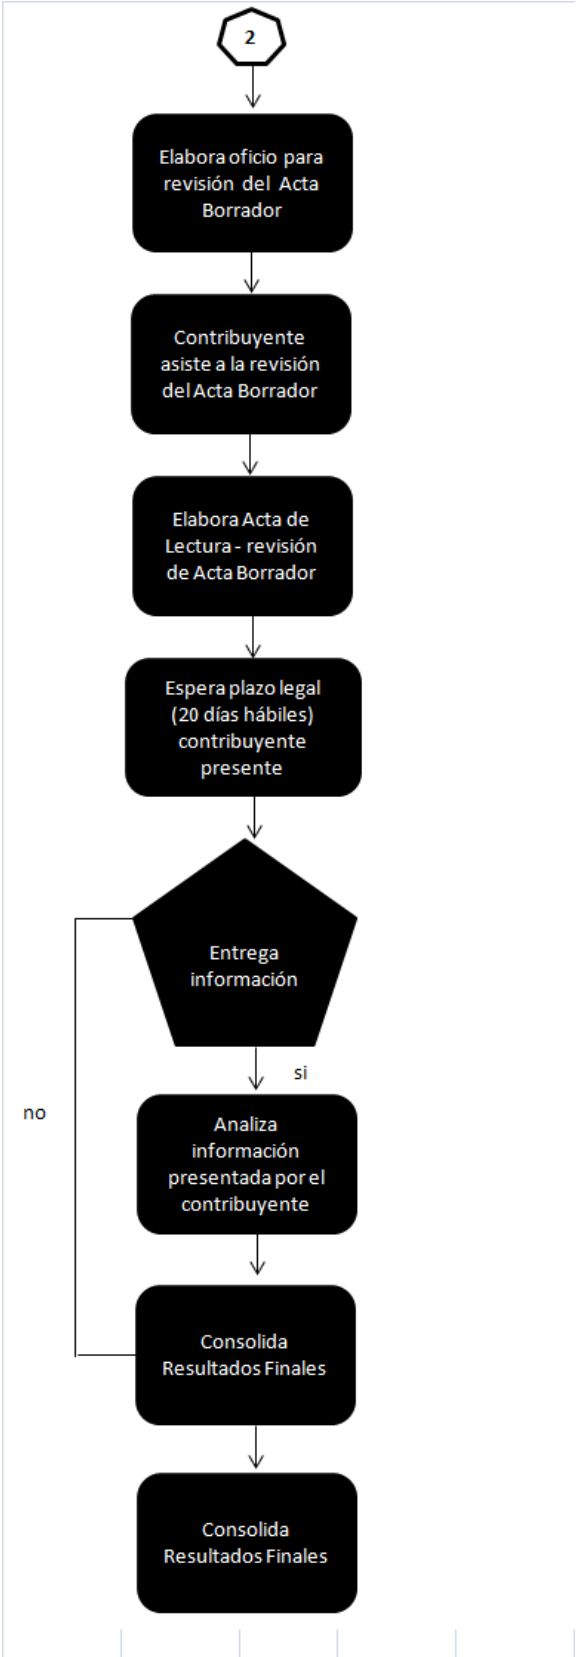 2
Elabora oficio para
revisión del Acta
Borrador
Contribuyente
asiste a la revisión
del Acta Borrador
Elabora Acta de
Lectura - revisión
de Acta Borrador
Espera plazo legal
(20 días hábiles)
contribuyente
presente
Entrega
información
si
no
Analiza
información
presentada por el
contribuyente
Consolida
Resultados Finales
Consolida
Resultados Finales